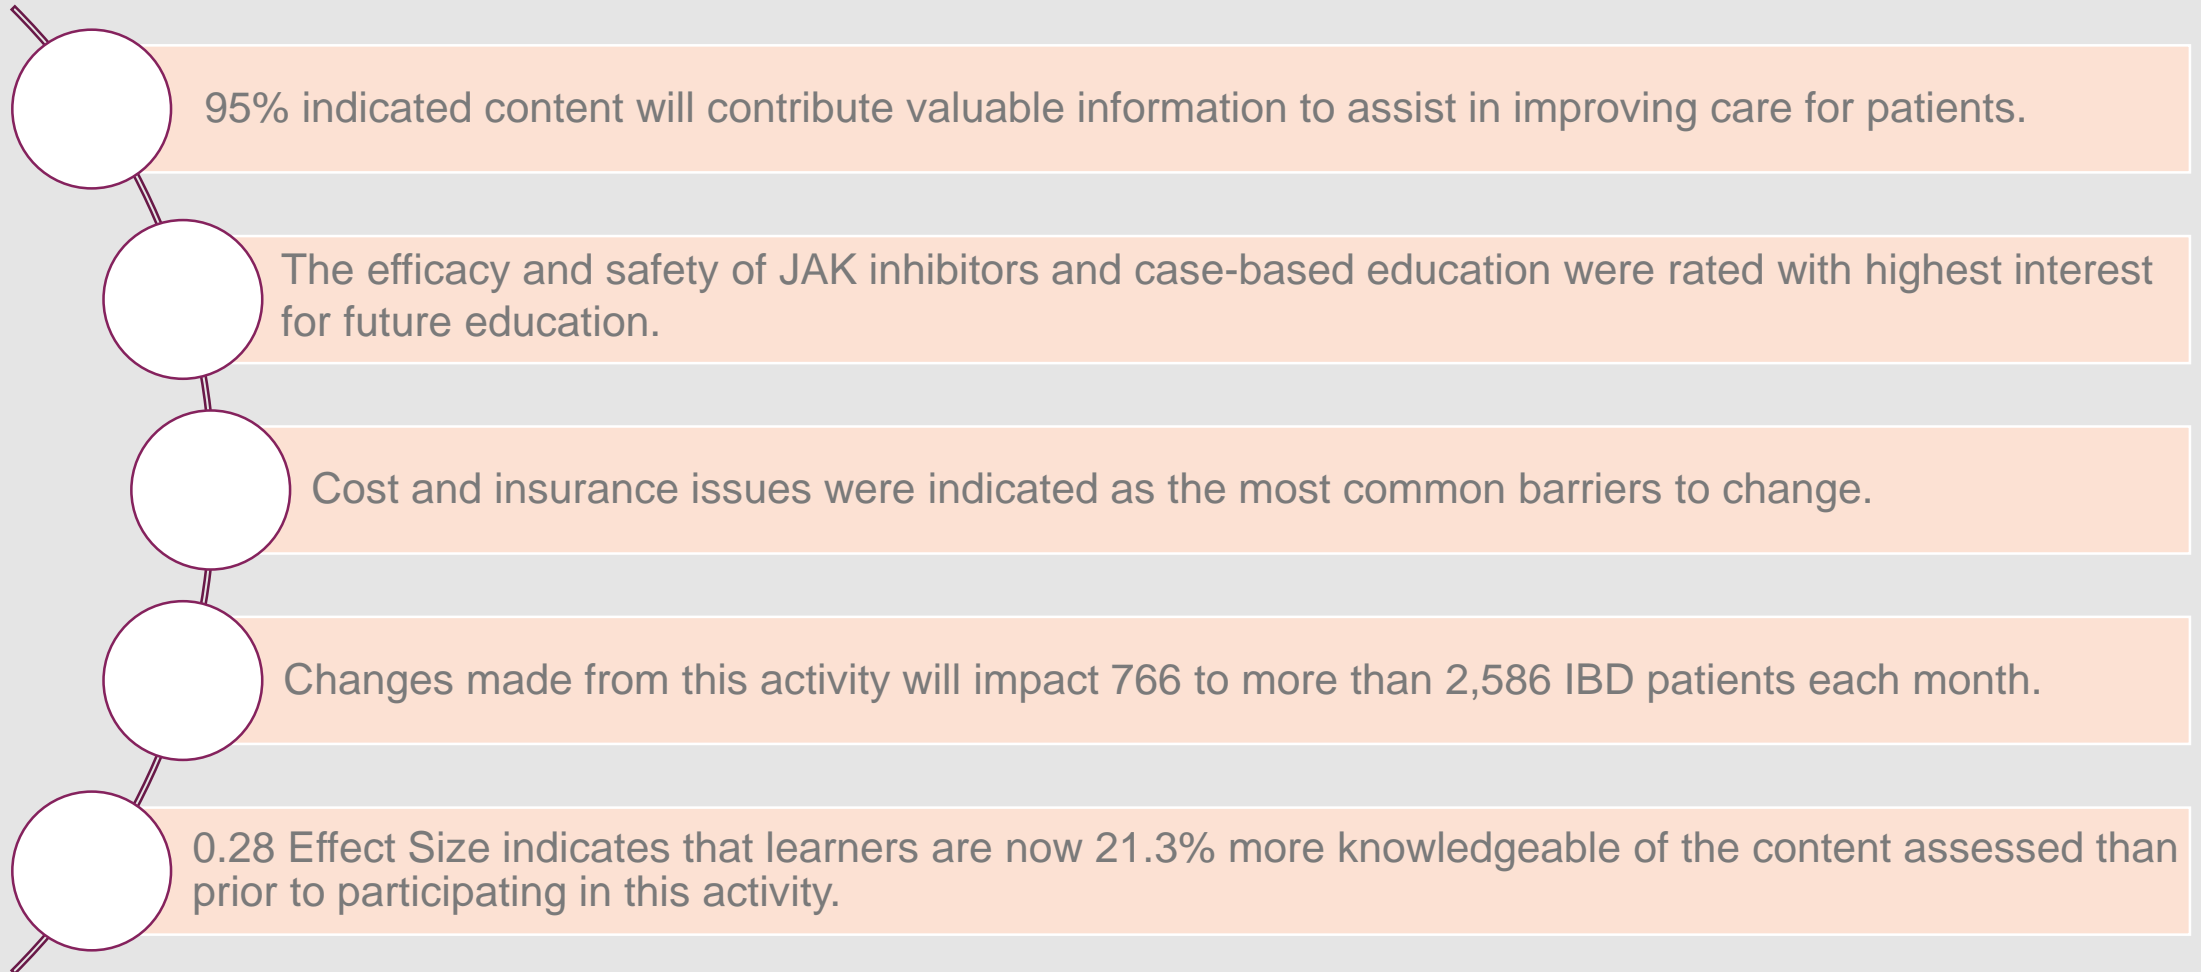 95% indicated content will contribute valuable information to assist in improving care for patients.
The efficacy and safety of JAK inhibitors and case-based education were rated with highest interest
for future education.
Cost and insurance issues were indicated as the most common barriers to change.
Changes made from this activity will impact 766 to more than 2,586 IBD patients each month.
0.28 Effect Size indicates that learners are now 21.3% more knowledgeable of the content assessed than
prior to participating in this activity.